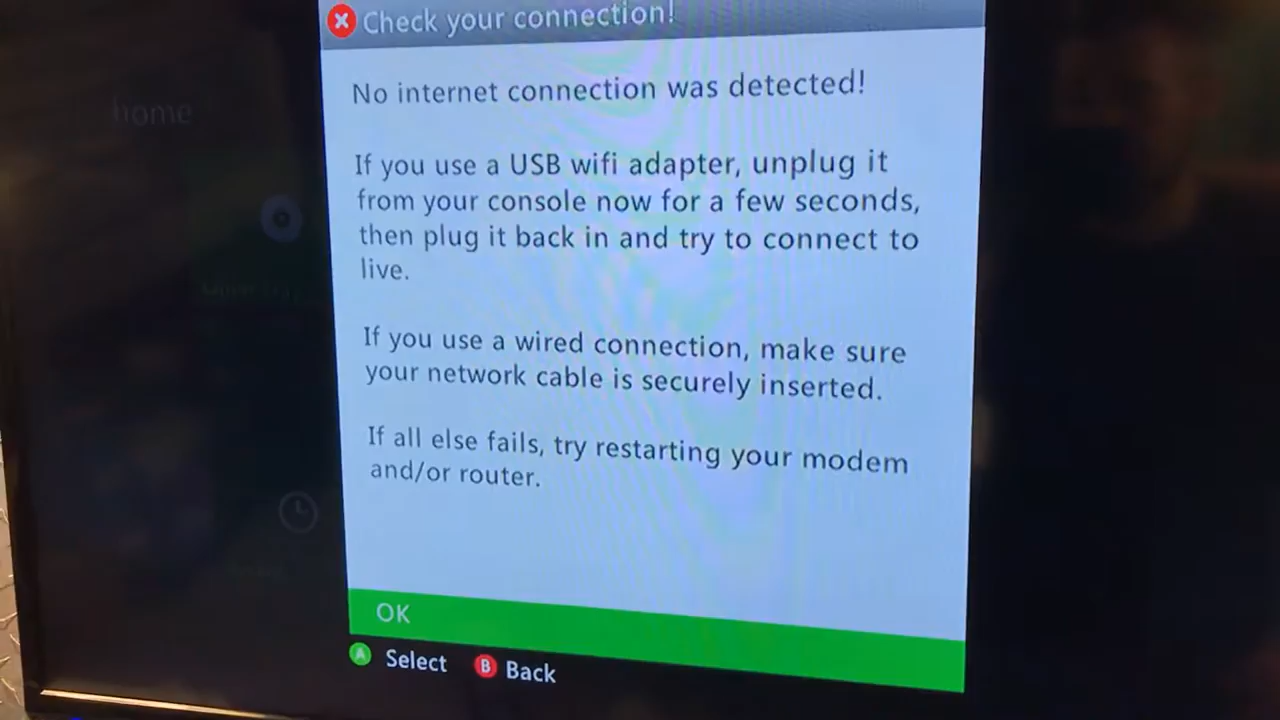 Check your connection!
home
No internet connection was detected!
If you use a USB wifi adapter, unplug it
from your console now for a few seconds,
then plug it back in and try to connect to
live.
If you use a wired connection, make sure
your network cable is securely inserted.
If all else fails, try restarting your modem
and/or router.
OK
A Select B Back